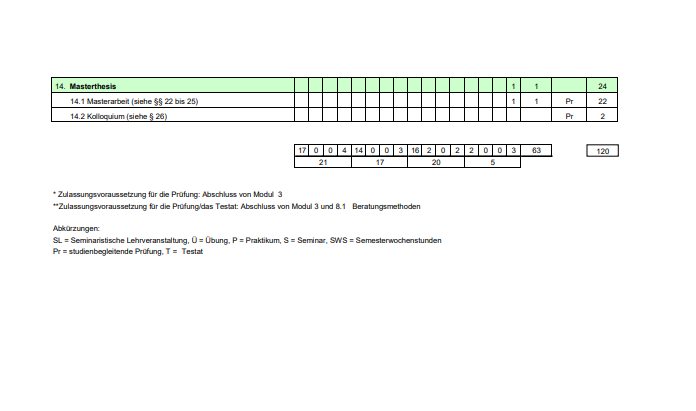 14. Masterthesis 1 1 24
14.1 Masterarbeit (siehe §§ 22 bis 25) 1 1 Pr 22
14.2 Kolloquium (siehe § 26) Pr 2
17 0 0 4 14 0 0 3 16 2 0 2 2 0 0 3 63 120
21 17 20 5
* Zulassungsvoraussetzung für die Prüfung: Abschluss von Modul 3
**Zulassungsvoraussetzung für die Prüfung/das Testat: Abschluss von Modul 3 und 8.1 Beratungsmethoden
Abkürzungen:
SL = Seminaristische Lehrveranstaltung, Ü = Übung, P = Praktikum, S = Seminar, SWS = Semesterwochenstunden
Pr = studienbegleitende Prüfung, T = Testat